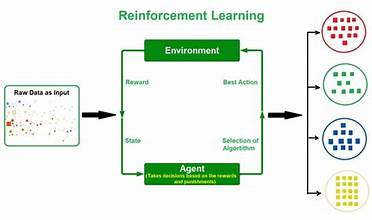 Reinforcement Learning
Environment
Raw Data as Input
Reward
Best Action
State
Selection of
Algortithm
Agent
(Takes decisions based on the rewards
and punishments)